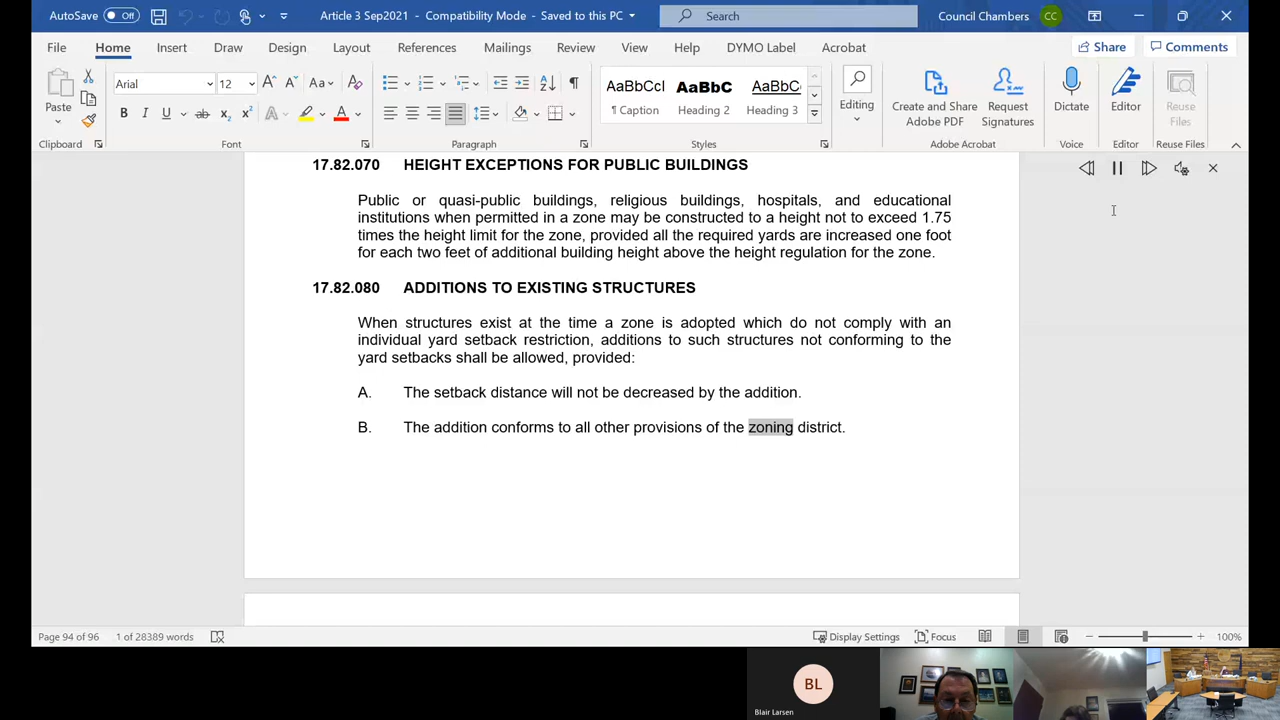 AutoSave Off Article 3 Sep2021 - Compatibility Mode - Saved to this PC Search Council Chambers CC
File Home Insert Draw Design Layout References Mailings Review View Help DYMO Label Acrobat Share Comments
Paste Arial 12 AaBbCcI AaBbC AaBbCc Editing Create and Share Request Dictate Editor Reuse
¶ Caption Heading 2 Heading 3 Adobe PDF Signatures Files
Clipboard Font Paragraph Styles Adobe Acrobat Voice Editor Reuse Files
17.82.070 HEIGHT EXCEPTIONS FOR PUBLIC BUILDINGS
Public or quasi-public buildings, religious buildings, hospitals, and educational
institutions when permitted in a zone may be constructed to a height not to exceed 1.75
times the height limit for the zone, provided all the required yards are increased one foot
for each two feet of additional building height above the height regulation for the zone.
17.82.080 ADDITIONS TO EXISTING STRUCTURES
When structures exist at the time a zone is adopted which do not comply with an
individual yard setback restriction, additions to such structures not conforming to the
yard setbacks shall be allowed, provided:
A. The setback distance will not be decreased by the addition.
B. The addition conforms to all other provisions of the zoning district.
Page 94 of 96 1 of 28389 words Display Settings Focus 100%
BL
Blair Larsen